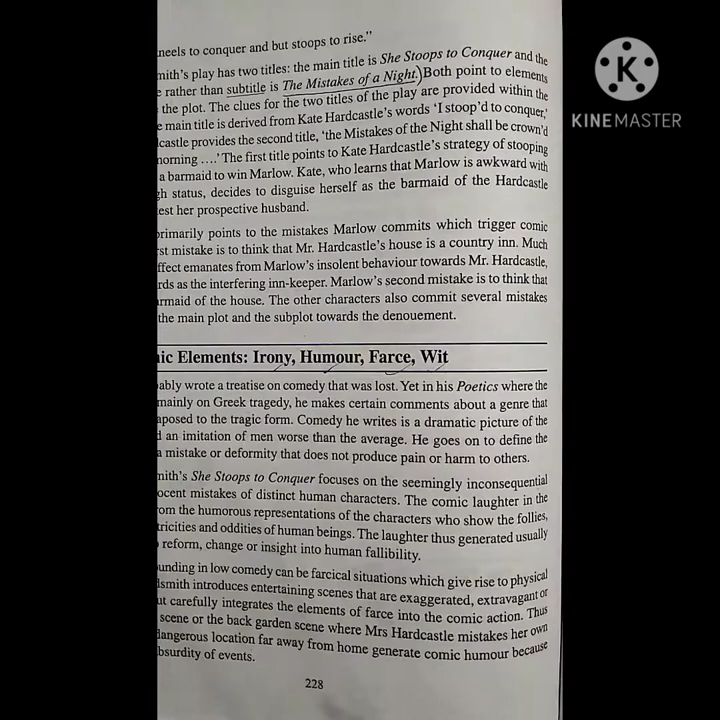 neels to conquer and but stoops to rise."
mith's play has two titles: the main title is She Stoops to Conquer and the
e rather than subtitle is The Mistakes of a Night.) Both point to elements
the plot. The clues for the two titles of the play are provided within the
e main title is derived from Kate Hardcastle's words 'I stoop'd to conquer,'
lcastle provides the second title, 'the Mistakes of the Night shall be crown'd
norning ....' The first title points to Kate Hardcastle's strategy of stooping
a barmaid to win Marlow. Kate, who learns that Marlow is awkward with
gh status, decides to disguise herself as the barmaid of the Hardcastle
est her prospective husband.
primarily points to the mistakes Marlow commits which trigger comic
rst mistake is to think that Mr. Hardcastle's house is a country inn. Much
ffect emanates from Marlow's insolent behaviour towards Mr. Hardcastle,
rds as the interfering inn-keeper. Marlow's second mistake is to think that
rmaid of the house. The other characters also commit several mistakes
the main plot and the subplot towards the denouement.
nic Elements: Irony, Humour, Farce, Wit
ably wrote a treatise on comedy that was lost. Yet in his Poetics where the
mainly on Greek tragedy, he makes certain comments about a genre that
aposed to the tragic form. Comedy he writes is a dramatic picture of the
d an imitation of men worse than the average. He goes on to define the
a mistake or deformity that does not produce pain or harm to others.
mith's She Stoops to Conquer focuses on the seemingly inconsequential
ocent mistakes of distinct human characters. The comic laughter in the
om the humorous representations of the characters who show the follies,
tricities and oddities of human beings. The laughter thus generated usually
reform, change or insight into human fallibility.
unding in low comedy can be farcical situations which give rise to physical
lsmith introduces entertaining scenes that are exaggerated, extravagant or
ut carefully integrates the elements of farce into the comic action. Thus
scene or the back garden scene where Mrs Hardcastle mistakes her own
dangerous location far away from home generate comic humour because
bsurdity of events.
228
K
KINEMASTER